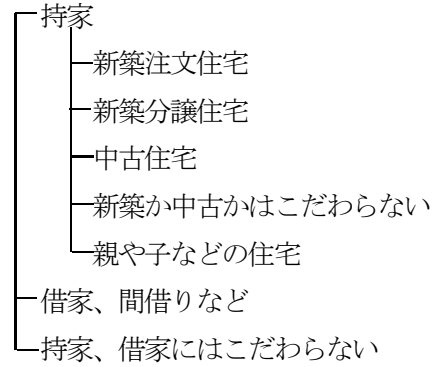 持家
新築注文住宅
新築分譲住宅
中古住宅
新築か中古かはこだわらない
親や子などの住宅
借家、間借りなど
持家、借家にはこだわらない